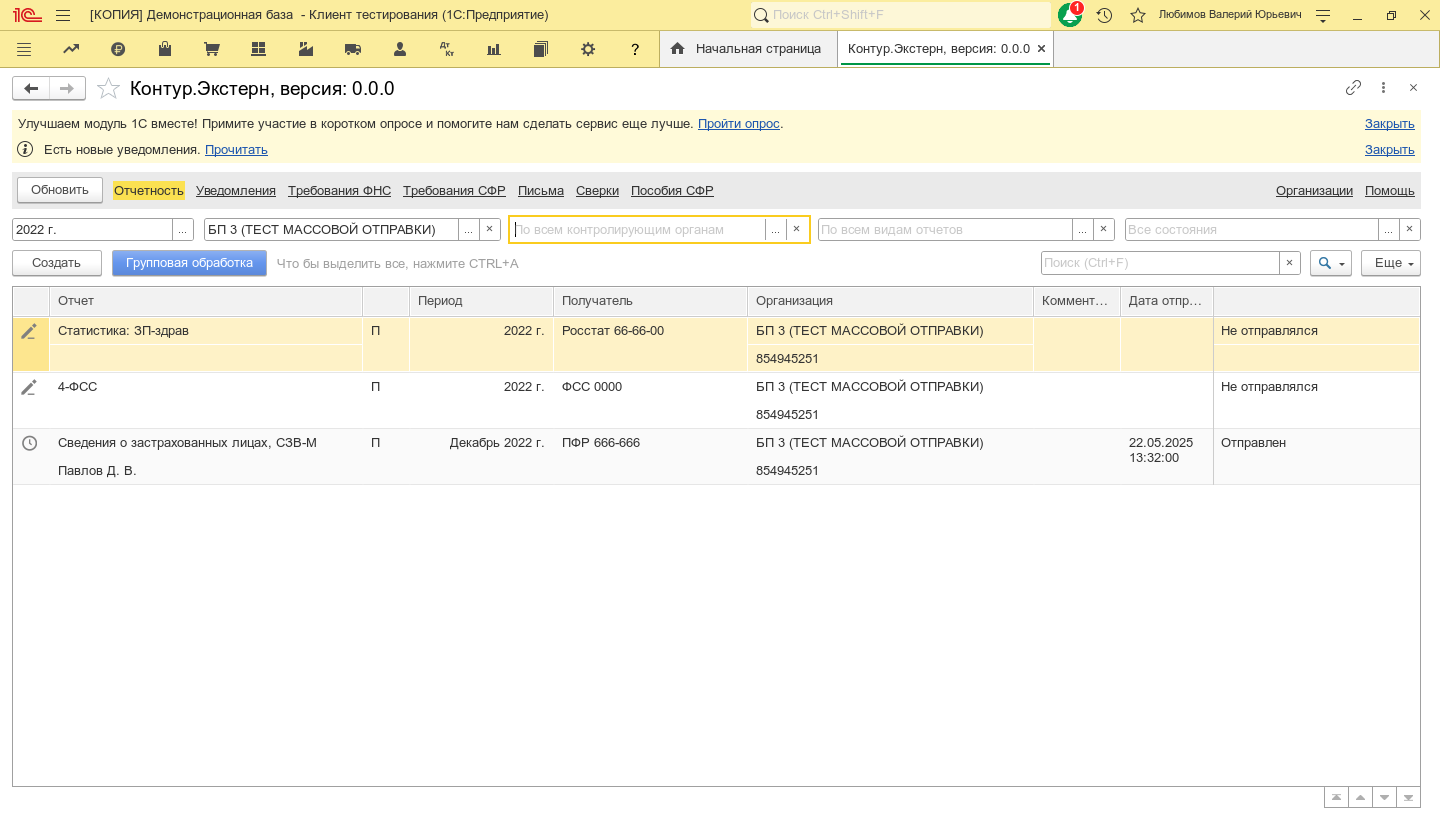 [КОПИЯ] Демонстрационная база - Клиент тестирования (1С:Предприятие)
Поиск Ctrl+Shift+F
1
Любимов Валерий Юрьевич
Дт
Кт
?
Начальная страница
Контур.Экстерн, версия: 0.0.0
Контур.Экстерн, версия: 0.0.0
Улучшаем модуль 1С вместе! Примите участие в коротком опросе и помогите нам сделать сервис еще лучше. Пройти опрос.
Закрыть
Есть новые уведомления. Прочитать
Закрыть
Обновить
Отчетность
Уведомления
Требования ФНС
Требования СФР
Письма
Сверки
Пособия СФР
Организации
Помощь
2022 г.
...
БП 3 (ТЕСТ МАССОВОЙ ОТПРАВКИ)
...
По всем контролирующим органам
...
По всем видам отчетов
...
Все состояния
...
Создать
Групповая обработка
Что бы выделить все, нажмите CTRL+A
Поиск (Ctrl+F)
Еще
Отчет
Период
Получатель
Организация
Коммент...
Дата отпр...
Статистика: ЗП-здрав
П
2022 г.
Росстат 66-66-00
БП 3 (ТЕСТ МАССОВОЙ ОТПРАВКИ)
Не отправлялся
854945251
4-ФСС
П
2022 г.
ФСС 0000
БП 3 (ТЕСТ МАССОВОЙ ОТПРАВКИ)
Не отправлялся
854945251
Сведения о застрахованных лицах, СЗВ-М
П
Декабрь 2022 г.
ПФР 666-666
БП 3 (ТЕСТ МАССОВОЙ ОТПРАВКИ)
22.05.2025
13:32:00
Отправлен
Павлов Д. В.
854945251